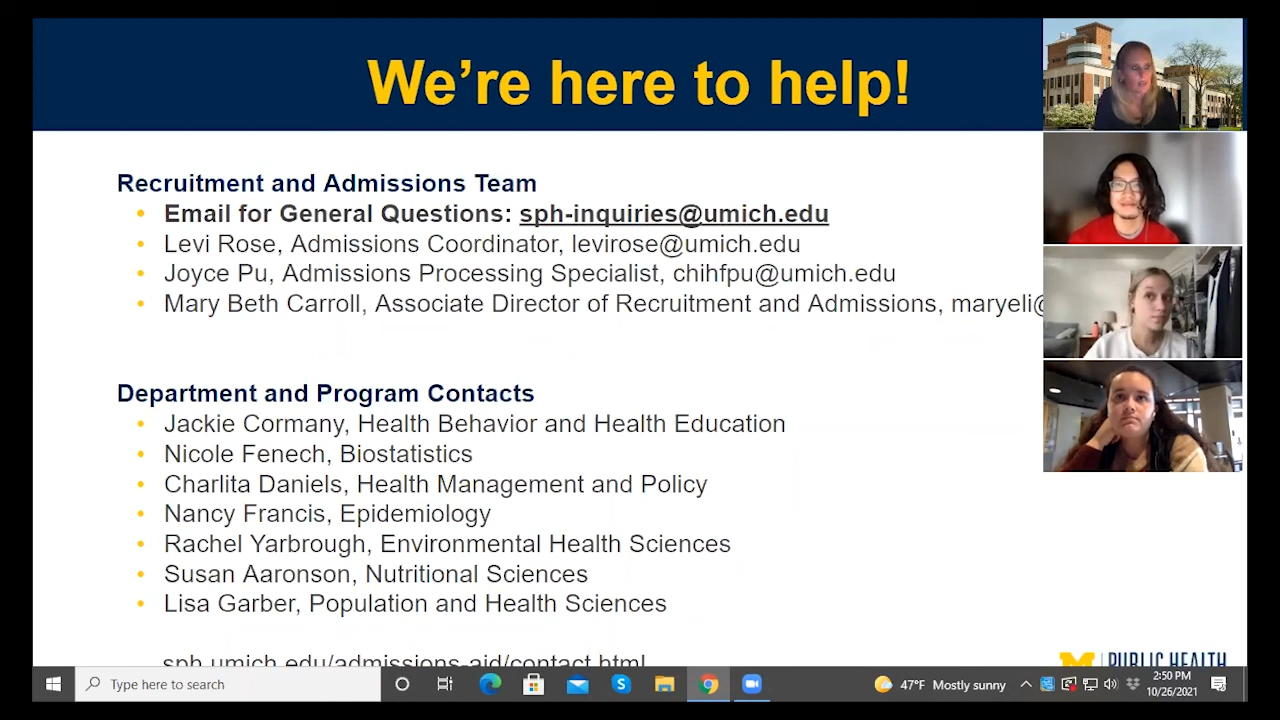 We're here to help!
Recruitment and Admissions Team
• Email for General Questions: sph-inquiries@umich.edu
• Levi Rose, Admissions Coordinator, levirose@umich.edu
• Joyce Pu, Admissions Processing Specialist, chihfpu@umich.edu
• Mary Beth Carroll, Associate Director of Recruitment and Admissions, maryeli@
Department and Program Contacts
• Jackie Cormany, Health Behavior and Health Education
• Nicole Fenech, Biostatistics
• Charlita Daniels, Health Management and Policy
• Nancy Francis, Epidemiology
• Rachel Yarbrough, Environmental Health Sciences
• Susan Aaronson, Nutritional Sciences
• Lisa Garber, Population and Health Sciences
sph.umich.edu/admissions-aid/contact.html
M | PUBLIC HEALTH
Type here to search
47°F Mostly sunny
2:50 PM
10/26/2021